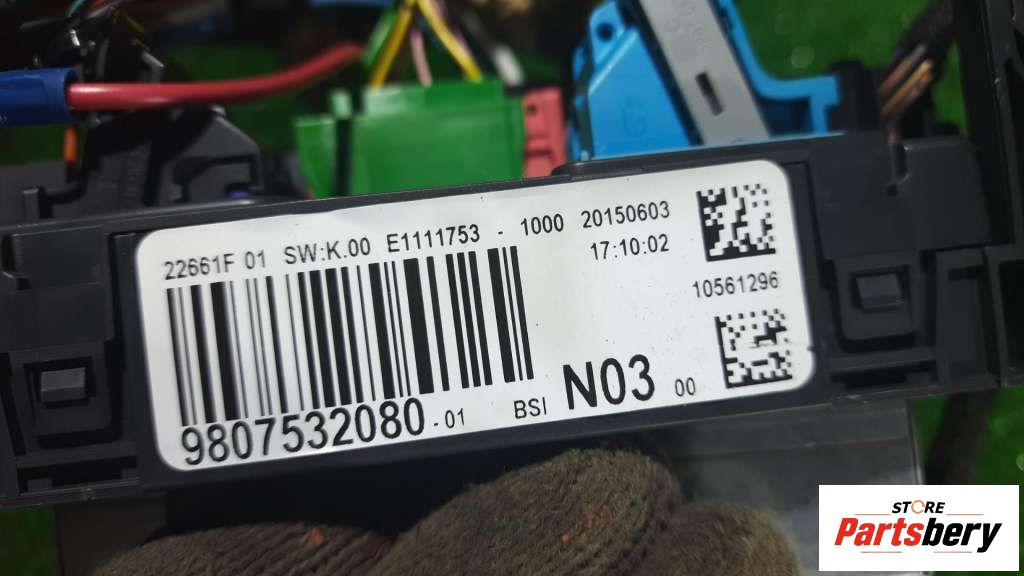 22661F 01 SW:K.00 E1111753 - 1000 20150603
17:10:02
10561296
9807532080-01 BSI N03 00
G
STORE
Partsbery